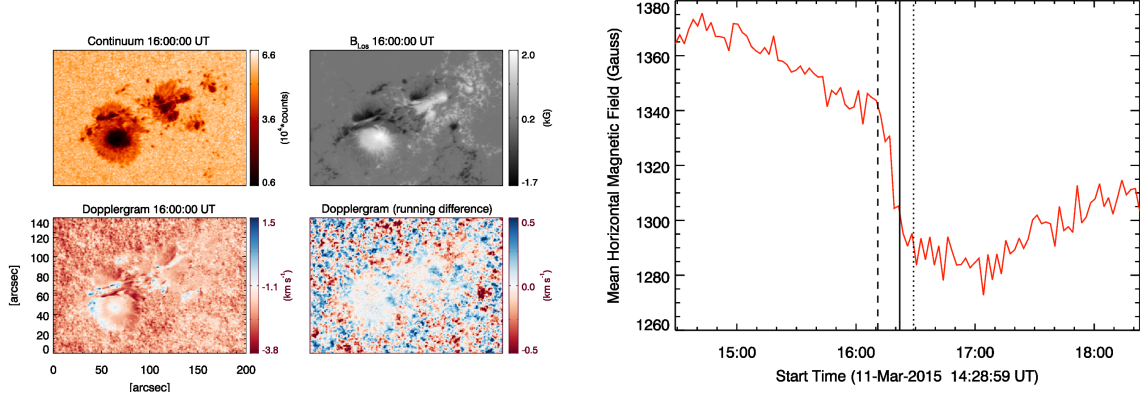 Continuum 16:00:00 UT
6.6
3.6
0.6
(10⁴*counts)
B_Los 16:00:00 UT
2.0
0.2
-1.7
(kG)
Dopplergram 16:00:00 UT
140
120
100
80
60
40
20
0
[arcsec]
0 50 100 150 200
[arcsec]
1.5
-1.1
-3.8
(km s⁻¹)
Dopplergram (running difference)
0.5
0.0
-0.5
(km s⁻¹)
1380
1360
1340
1320
1300
1280
1260
Mean Horizontal Magnetic Field (Gauss)
15:00 16:00 17:00 18:00
Start Time (11-Mar-2015 14:28:59 UT)